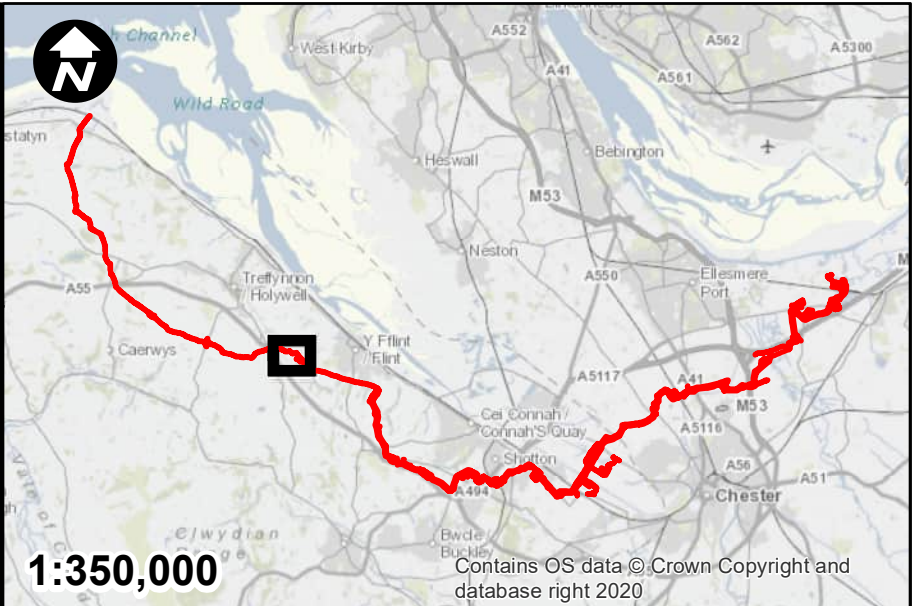 N
h Channel
West Kirby
A552
A562
A5300
A41
A561
Wild Road
statyn
Heswall
Bebington
M53
Neston
A550
Ellesmere
Port
M
Treffynnon
Holywell
A55
Y Fflint
/Flint
Caerwys
A5117
A41
M53
Cei Connah /
Connah'S Quay
A5116
Shotton
A56
A51
A494
Chester
Clwydian
Bwcle
Buckley
1:350,000
Contains OS data © Crown Copyright and
database right 2020